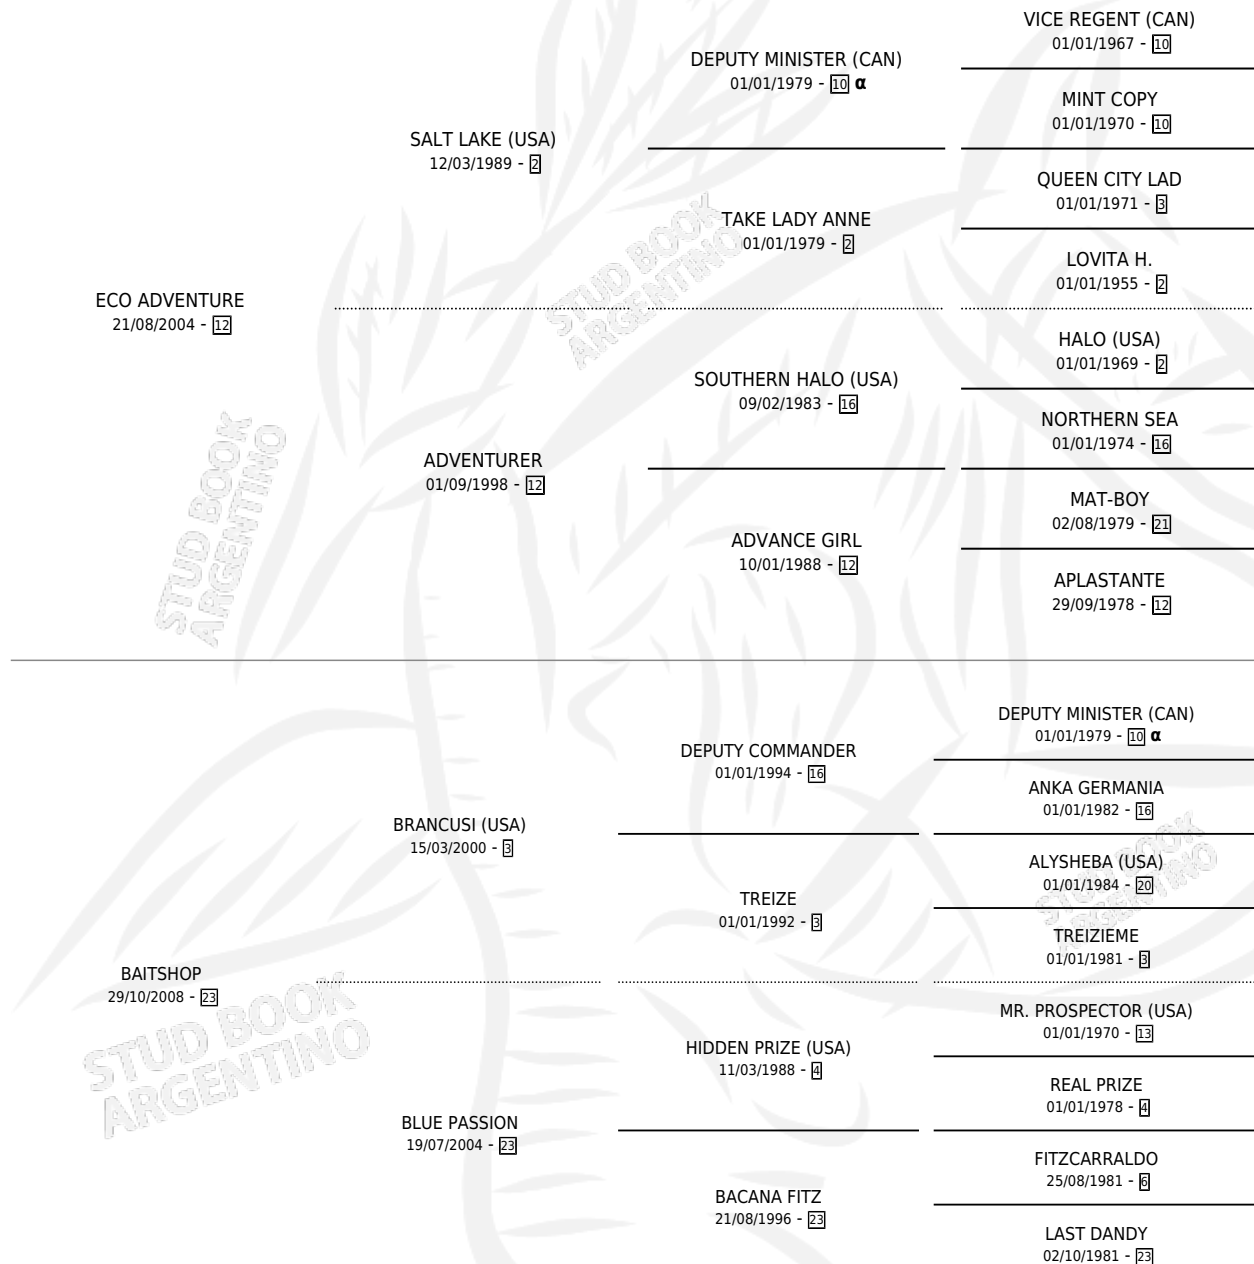 VICE REGENT (CAN)
01/01/1967 - 10
DEPUTY MINISTER (CAN)
01/01/1979 - 10 α
MINT COPY
01/01/1970 - 10
SALT LAKE (USA)
12/03/1989 - 2
QUEEN CITY LAD
01/01/1971 - 3
TAKE LADY ANNE
01/01/1979 - 2
LOVITA H.
01/01/1955 - 2
ECO ADVENTURE
21/08/2004 - 12
HALO (USA)
01/01/1969 - 2
SOUTHERN HALO (USA)
09/02/1983 - 16
NORTHERN SEA
01/01/1974 - 16
ADVENTURER
01/09/1998 - 12
MAT-BOY
02/08/1979 - 21
ADVANCE GIRL
10/01/1988 - 12
APLASTANTE
29/09/1978 - 12
STUD BOOK
ARGENTINO
STUD BOOK
ARGENTINO
DEPUTY MINISTER (CAN)
01/01/1979 - 10 α
DEPUTY COMMANDER
01/01/1994 - 16
ANKA GERMANIA
01/01/1982 - 16
BRANCUSI (USA)
15/03/2000 - 3
ALYSHEBA (USA)
01/01/1984 - 20
TREIZE
01/01/1992 - 3
TREIZIEME
01/01/1981 - 3
STUD BOOK
ARGENTINO
BAITSHOP
29/10/2008 - 23
MR. PROSPECTOR (USA)
01/01/1970 - 13
HIDDEN PRIZE (USA)
11/03/1988 - 4
REAL PRIZE
01/01/1978 - 4
BLUE PASSION
19/07/2004 - 23
FITZCARRALDO
25/08/1981 - 6
BACANA FITZ
21/08/1996 - 23
LAST DANDY
02/10/1981 - 23
STUD BOOK
ARGENTINO